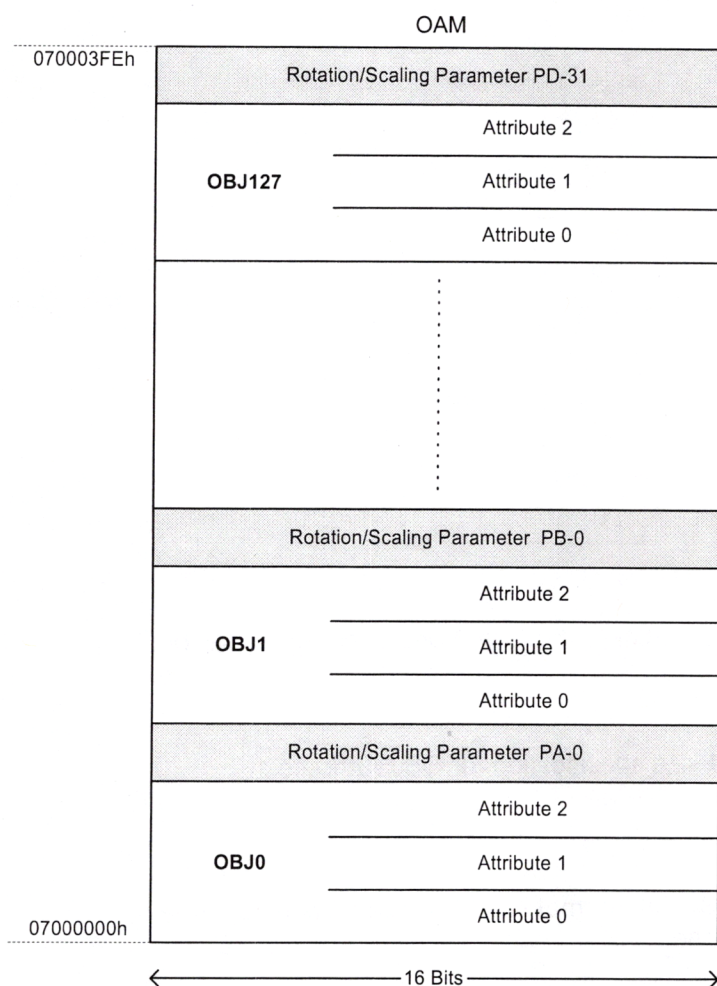 OAM
070003FEh
Rotation/Scaling Parameter PD-31
Attribute 2
OBJ127
Attribute 1
Attribute 0
Rotation/Scaling Parameter PB-0
Attribute 2
OBJ1
Attribute 1
Attribute 0
Rotation/Scaling Parameter PA-0
Attribute 2
OBJ0
Attribute 1
Attribute 0
07000000h
16 Bits